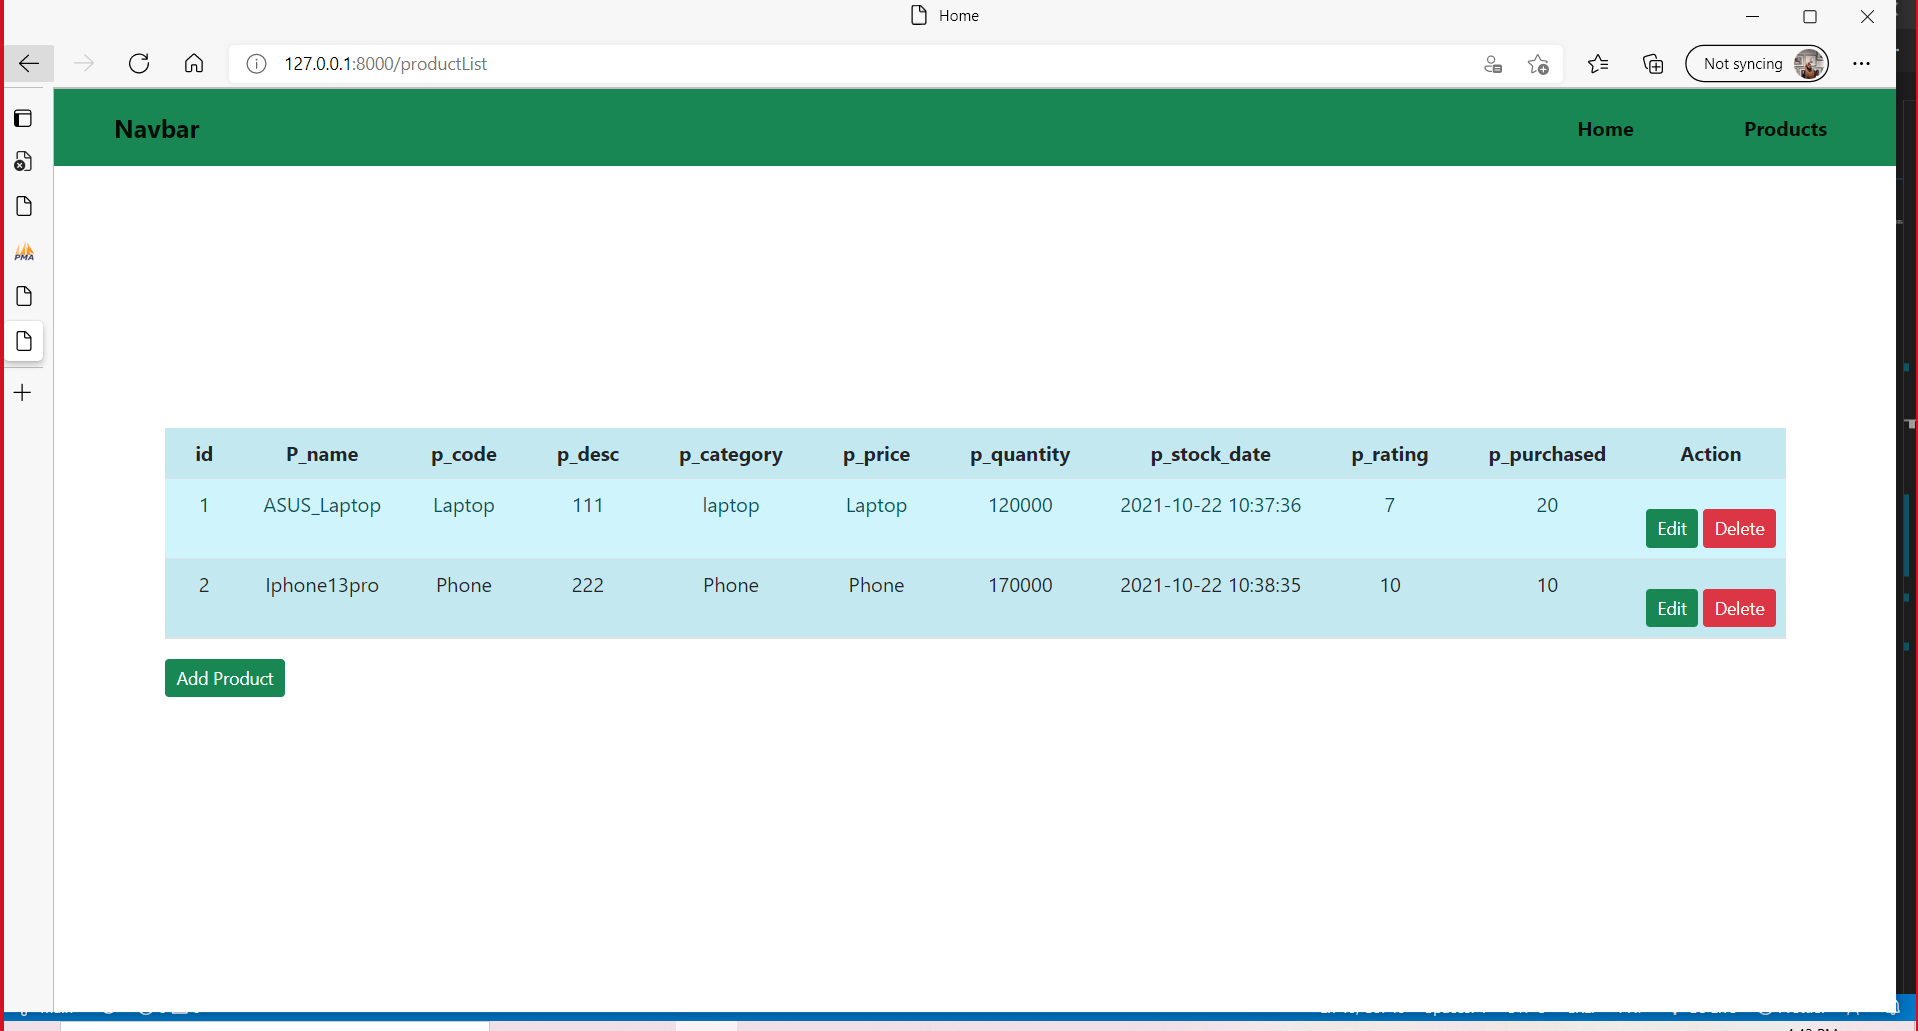 Home
127.0.0.1:8000/productList
Not syncing
PMA
Navbar Home Products
id P_name p_code p_desc p_category p_price p_quantity p_stock_date p_rating p_purchased Action
1 ASUS_Laptop Laptop 111 laptop Laptop 120000 2021-10-22 10:37:36 7 20 Edit Delete
2 Iphone13pro Phone 222 Phone Phone 170000 2021-10-22 10:38:35 10 10 Edit Delete
Add Product